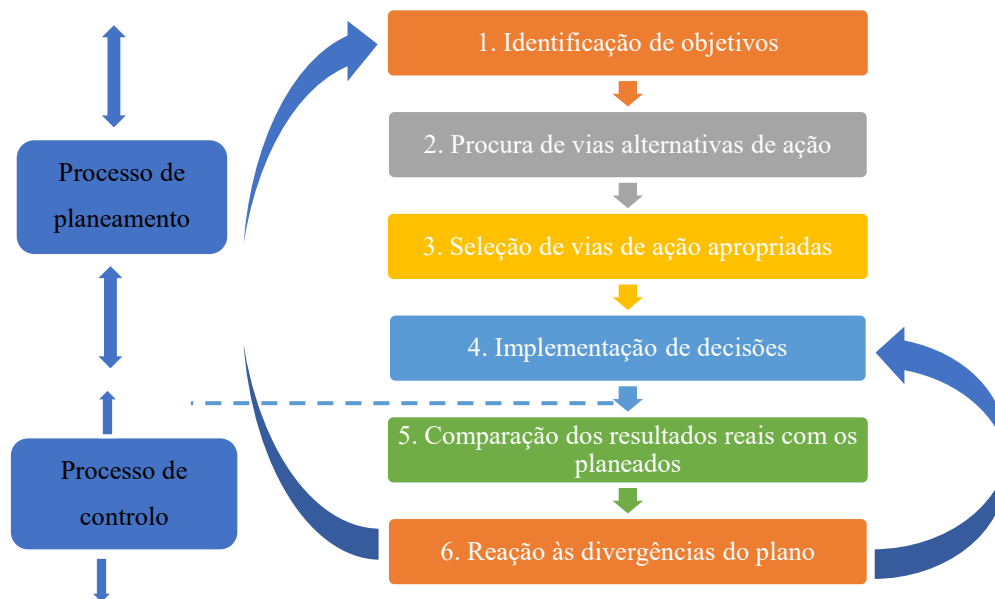 1. Identificação de objetivos
2. Procura de vias alternativas de ação
Processo de
planeamento
3. Seleção de vias de ação apropriadas
4. Implementação de decisões
5. Comparação dos resultados reais com os
planeados
Processo de
controlo
6. Reação às divergências do plano